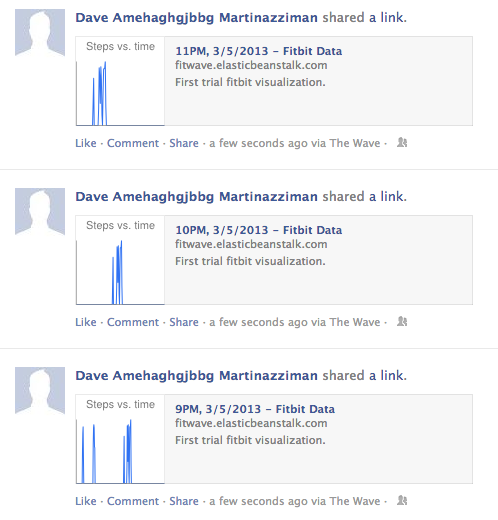 Dave Amehaghgjbbg Martinazziman shared a link.
Steps vs. time
11PM, 3/5/2013 - Fitbit Data
fitwave.elasticbeanstalk.com
First trial fitbit visualization.
Like · Comment · Share · a few seconds ago via The Wave ·
Dave Amehaghgjbbg Martinazziman shared a link.
Steps vs. time
10PM, 3/5/2013 - Fitbit Data
fitwave.elasticbeanstalk.com
First trial fitbit visualization.
Like · Comment · Share · a few seconds ago via The Wave ·
Dave Amehaghgjbbg Martinazziman shared a link.
Steps vs. time
9PM, 3/5/2013 - Fitbit Data
fitwave.elasticbeanstalk.com
First trial fitbit visualization.
Like · Comment · Share · a few seconds ago via The Wave ·